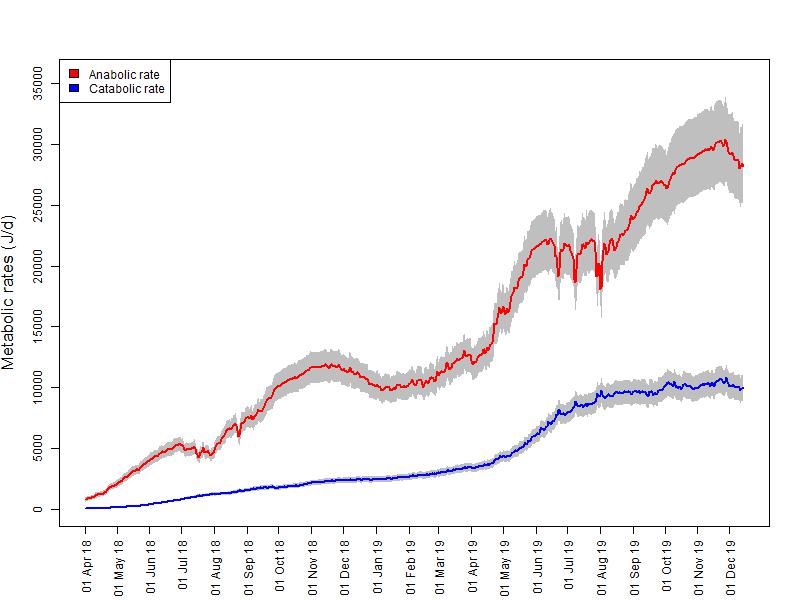 Anabolic rate
Catabolic rate
Metabolic rates (J/d)
35000
30000
25000
20000
15000
10000
5000
0
01 Apr 18
01 May 18
01 Jun 18
01 Jul 18
01 Aug 18
01 Sep 18
01 Oct 18
01 Nov 18
01 Dec 18
01 Jan 19
01 Feb 19
01 Mar 19
01 Apr 19
01 May 19
01 Jun 19
01 Jul 19
01 Aug 19
01 Sep 19
01 Oct 19
01 Nov 19
01 Dec 19